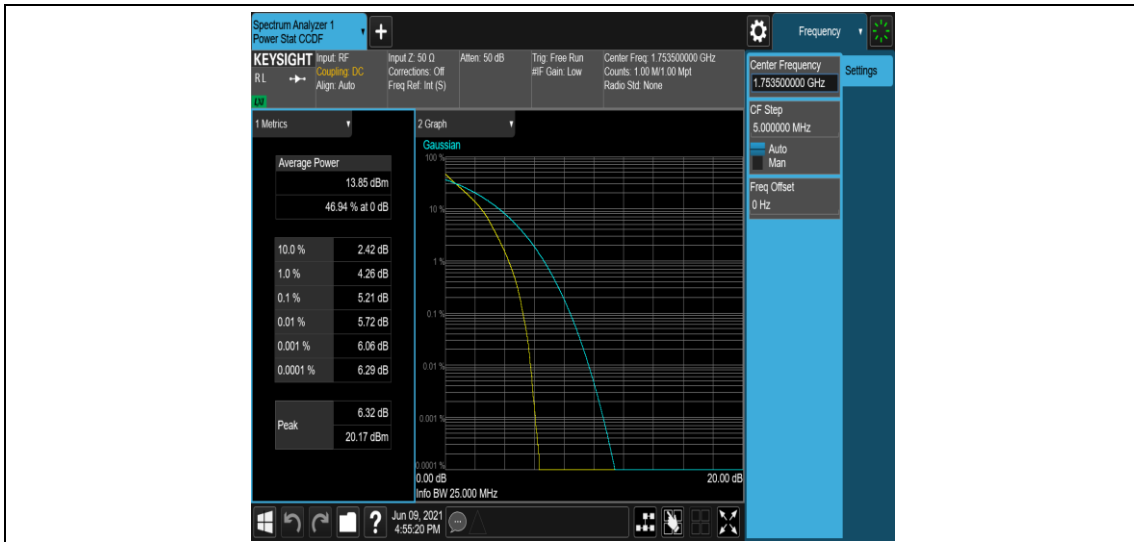 Spectrum Analyzer 1
Power Stat CCDF
+
Frequency
KEYSIGHT
Input: RF
Coupling: DC
Align: Auto
RL
LXI
Input Z: 50 Ω
Corrections: Off
Freq Ref: Int (S)
Atten: 50 dB
Trig: Free Run
#IF Gain: Low
Center Freq: 1.753500000 GHz
Counts: 1.00 M/1.00 Mpt
Radio Std: None
Center Frequency
1.753500000 GHz
Settings
CF Step
5.000000 MHz
Auto
Man
Freq Offset
0 Hz
1 Metrics
Average Power
13.85 dBm
46.94 % at 0 dB
10.0 % 2.42 dB
1.0 % 4.26 dB
0.1 % 5.21 dB
0.01 % 5.72 dB
0.001 % 6.06 dB
0.0001 % 6.29 dB
Peak
6.32 dB
20.17 dBm
2 Graph
Gaussian
100 %
10 %
1 %
0.1 %
0.01 %
0.001 %
0.0001 %
0.00 dB 20.00 dB
Info BW 25.000 MHz
?
Jun 09, 2021
4:55:20 PM